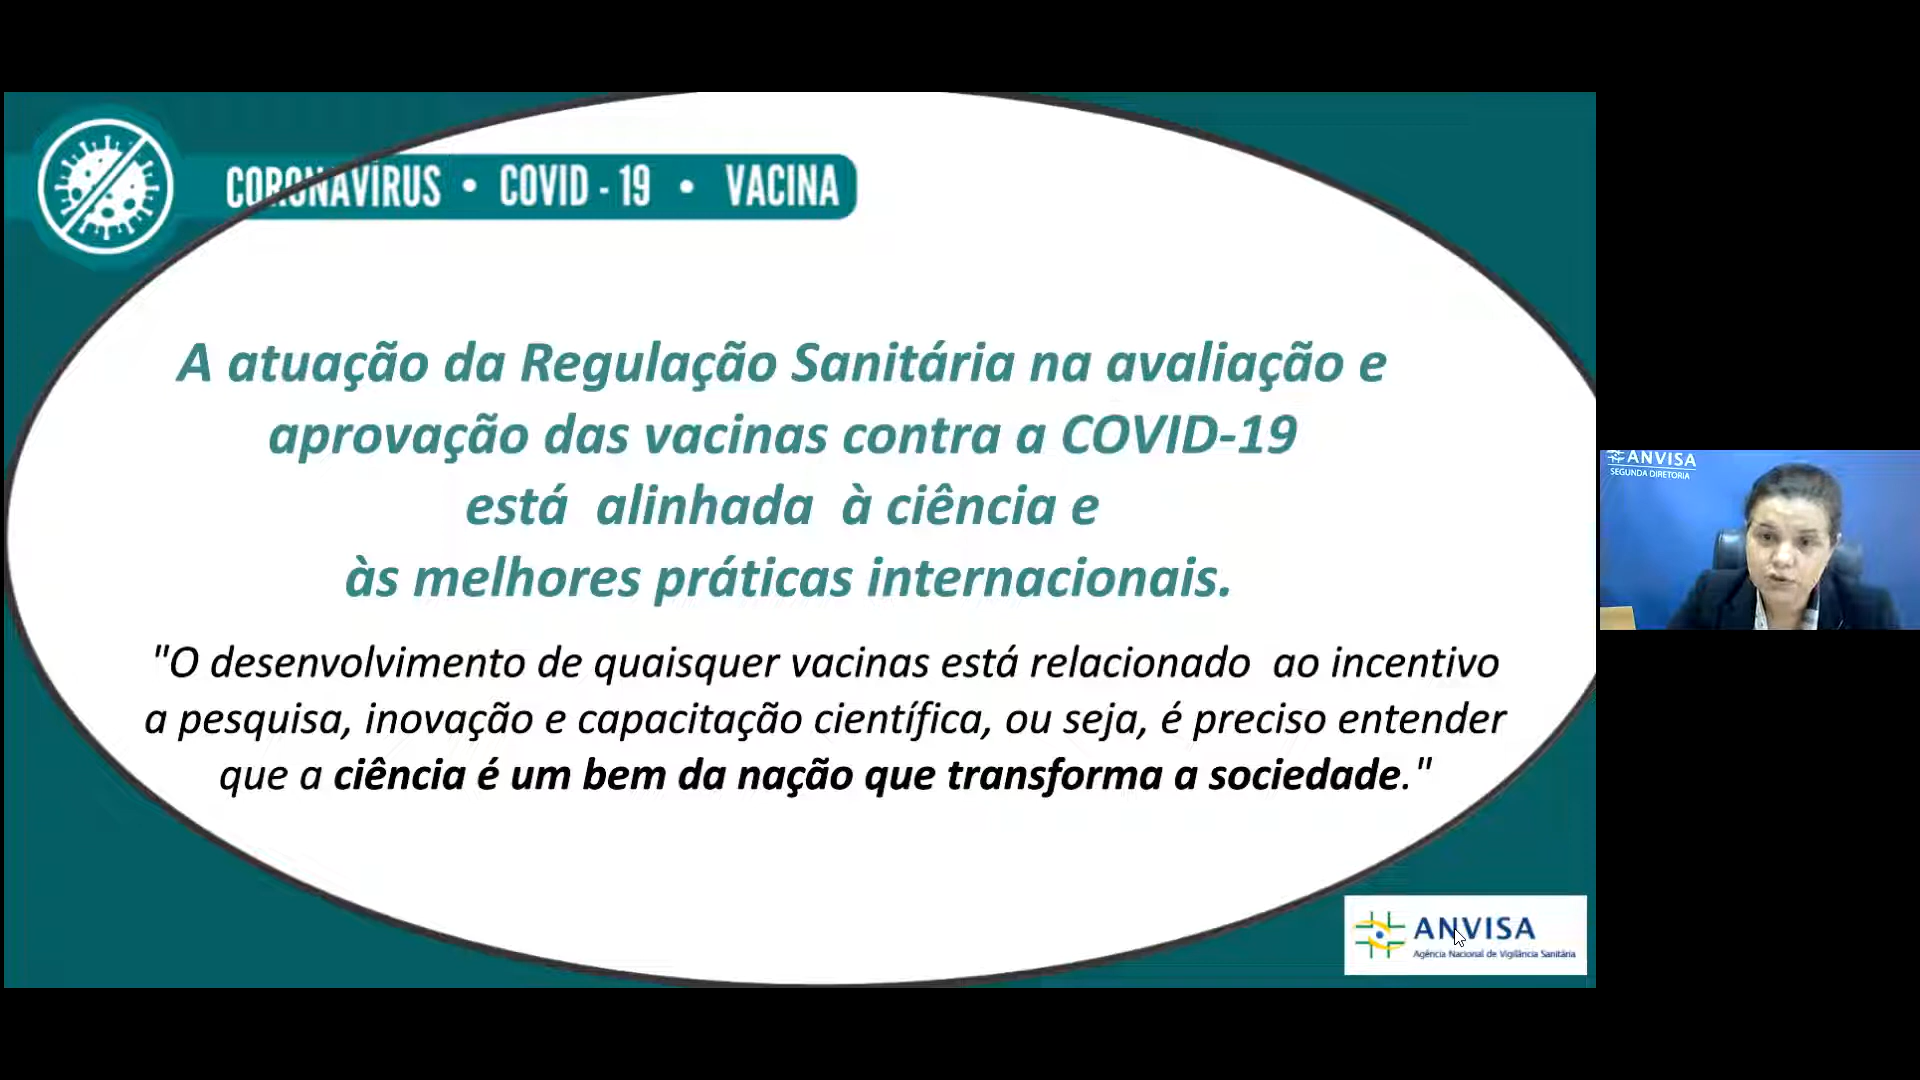 CORONAVÍRUS • COVID - 19 • VACINA
A atuação da Regulação Sanitária na avaliação e
aprovação das vacinas contra a COVID-19
está alinhada à ciência e
às melhores práticas internacionais.
"O desenvolvimento de quaisquer vacinas está relacionado ao incentivo
a pesquisa, inovação e capacitação científica, ou seja, é preciso entender
que a ciência é um bem da nação que transforma a sociedade."
ANVISA
Agência Nacional de Vigilância Sanitária
ANVISA
SEGUNDA DIRETORIA